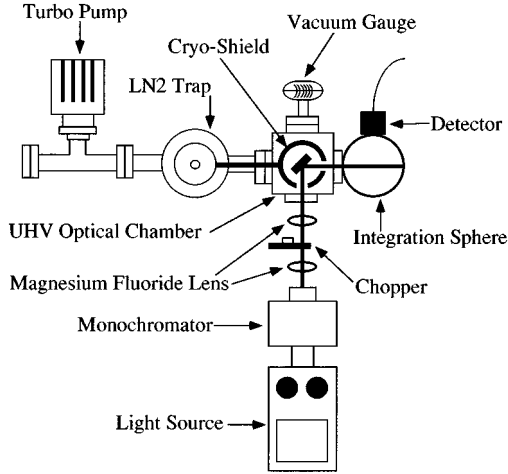 Turbo Pump
Vacuum Gauge
Cryo-Shield
LN2 Trap
Detector
UHV Optical Chamber
Integration Sphere
Magnesium Fluoride Lens
Chopper
Monochromator
Light Source